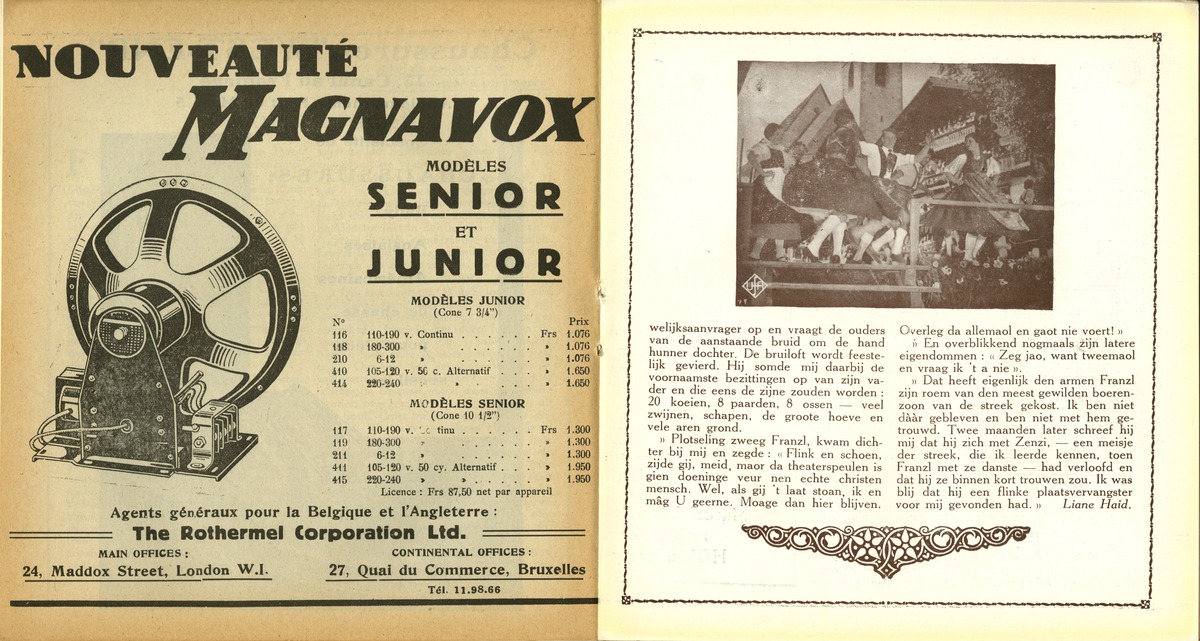 NOUVEAUTÉ
MAGNAVOX
MODÈLES
SENIOR
ET
JUNIOR
MODÈLES JUNIOR
(Cone 7 3/4")
No Prix
116 110-190 v. Continu . . . . . . Frs 1.076
118 180-300 » . . . . . . » 1.076
210 6-12 » . . . . . . » 1.076
410 105-120 v. 50 c. Alternatif . . . . » 1.650
414 220-240 » » . . . . » 1.650
MODÈLES SENIOR
(Cone 10 1/2")
117 110-190 v. Continu . . . . . . Frs 1.300
119 180-300 » . . . . . . » 1.300
211 6-12 » . . . . . . » 1.300
411 105-120 v. 50 cy. Alternatif . . . » 1.950
415 220-240 » » . . . » 1.950
Licence : Frs 87,50 net par appareil
Agents généraux pour la Belgique et l'Angleterre :
The Rothermel Corporation Ltd.
MAIN OFFICES :
24, Maddox Street, London W.I.
CONTINENTAL OFFICES :
27, Quai du Commerce, Bruxelles
Tél. 11.98.66
UFA
welijksaanvrager op en vraagt de ouders
van de aanstaande bruid om de hand
hunner dochter. De bruiloft wordt feeste-
lijk gevierd. Hij somde mij daarbij de
voornaamste bezittingen op van zijn va-
der en die eens de zijne zouden worden :
20 koeien, 8 paarden, 8 ossen — veel
zwijnen, schapen, de groote hoeve en
vele aren grond.
» Plotseling zweeg Franzl, kwam dich-
ter bij mij en zegde : « Flink en schoen,
zijde gij, meid, maor da theaterspeulen is
gien doeninge veur nen echte christen
mensch. Wel, als gij 't laat stoan, ik en
mâg U geerne. Moage dan hier blijven.
Overleg da allemaol en gaot nie voert! »
» En overblikkend nogmaals zijn latere
eigendommen : « Zeg jao, want tweemaol
en vraag ik 't a nie ».
» Dat heeft eigenlijk den armen Franzl
zijn roem van den meest gewilden boeren-
zoon van de streek gekost. Ik ben niet
dààr gebleven en ben niet met hem ge-
trouwd. Twee maanden later schreef hij
mij dat hij zich met Zenzi, — een meisje
der streek, die ik leerde kennen, toen
Franzl met ze danste — had verloofd en
dat hij ze binnen kort trouwen zou. Ik was
blij dat hij een flinke plaatsvervangster
voor mij gevonden had. » Liane Haid.